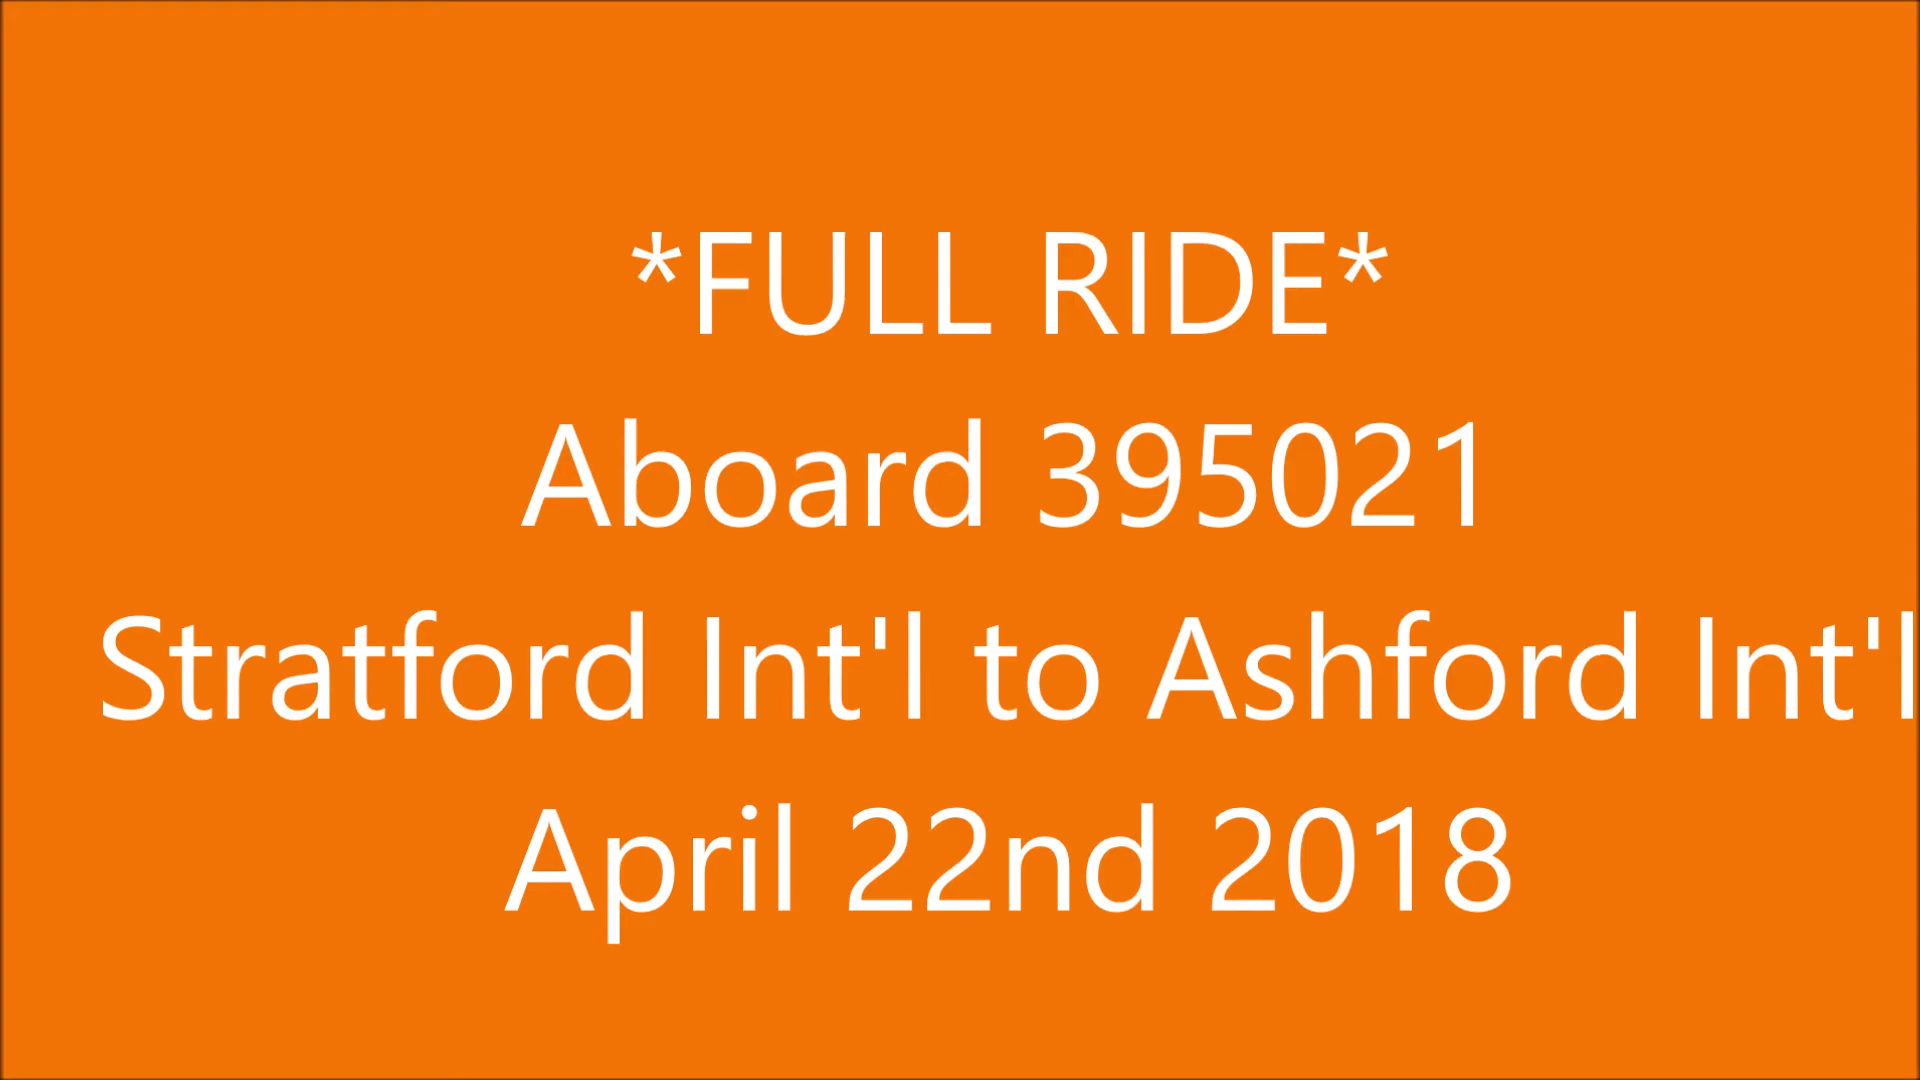 *FULL RIDE*
Aboard 395021
Stratford Int'l to Ashford Int'l
April 22nd 2018